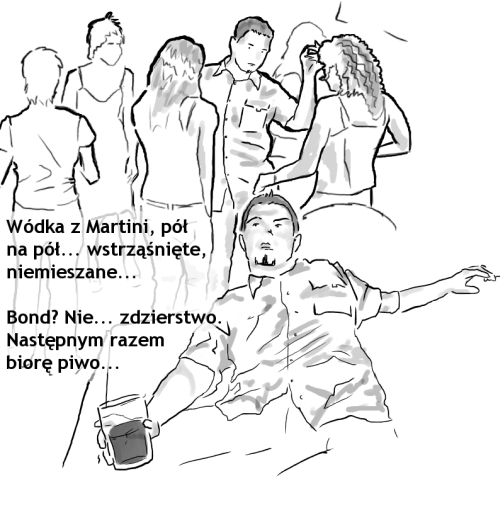 Wódka z Martini, pół
na pół... wstrząśnięte,
niemieszane...
Bond? Nie... zdzierstwo.
Następnym razem
biorę piwo...